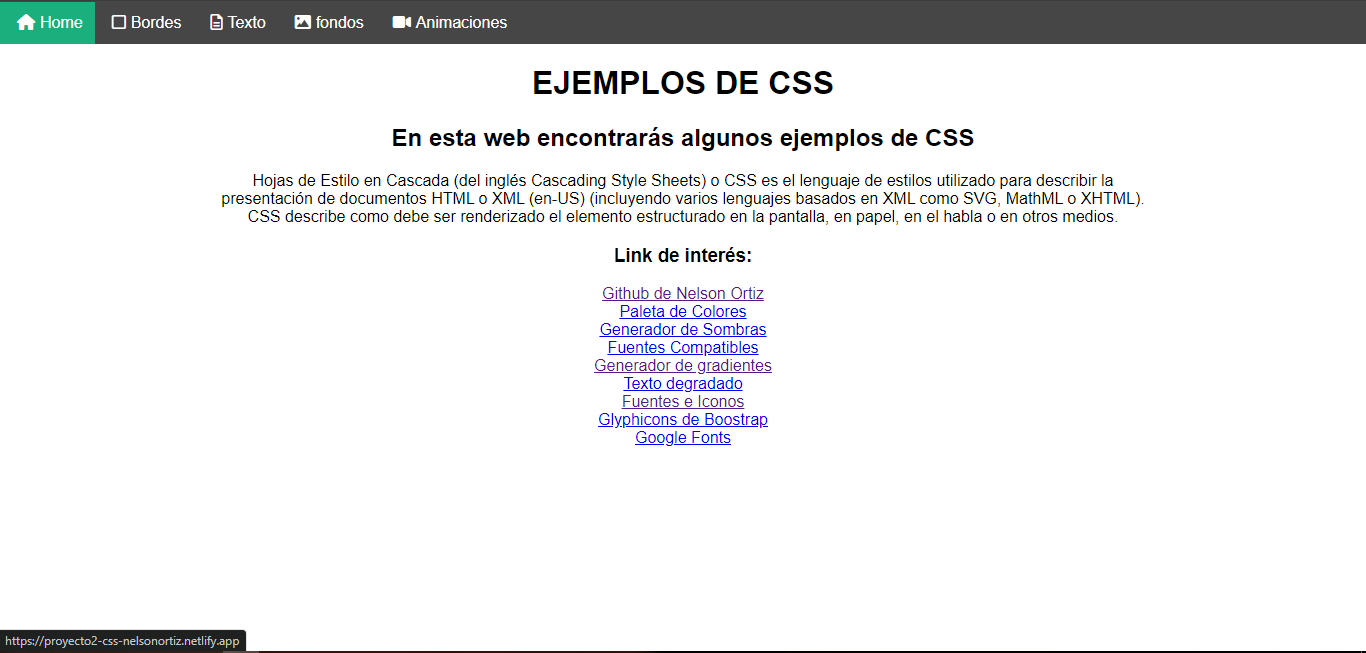 Home Bordes Texto fondos Animaciones
EJEMPLOS DE CSS
En esta web encontrarás algunos ejemplos de CSS
Hojas de Estilo en Cascada (del inglés Cascading Style Sheets) o CSS es el lenguaje de estilos utilizado para describir la
presentación de documentos HTML o XML (en-US) (incluyendo varios lenguajes basados en XML como SVG, MathML o XHTML).
CSS describe como debe ser renderizado el elemento estructurado en la pantalla, en papel, en el habla o en otros medios.
Link de interés:
Github de Nelson Ortiz
Paleta de Colores
Generador de Sombras
Fuentes Compatibles
Generador de gradientes
Texto degradado
Fuentes e Iconos
Glyphicons de Boostrap
Google Fonts
https://proyecto2-css-nelsonortiz.netlify.app